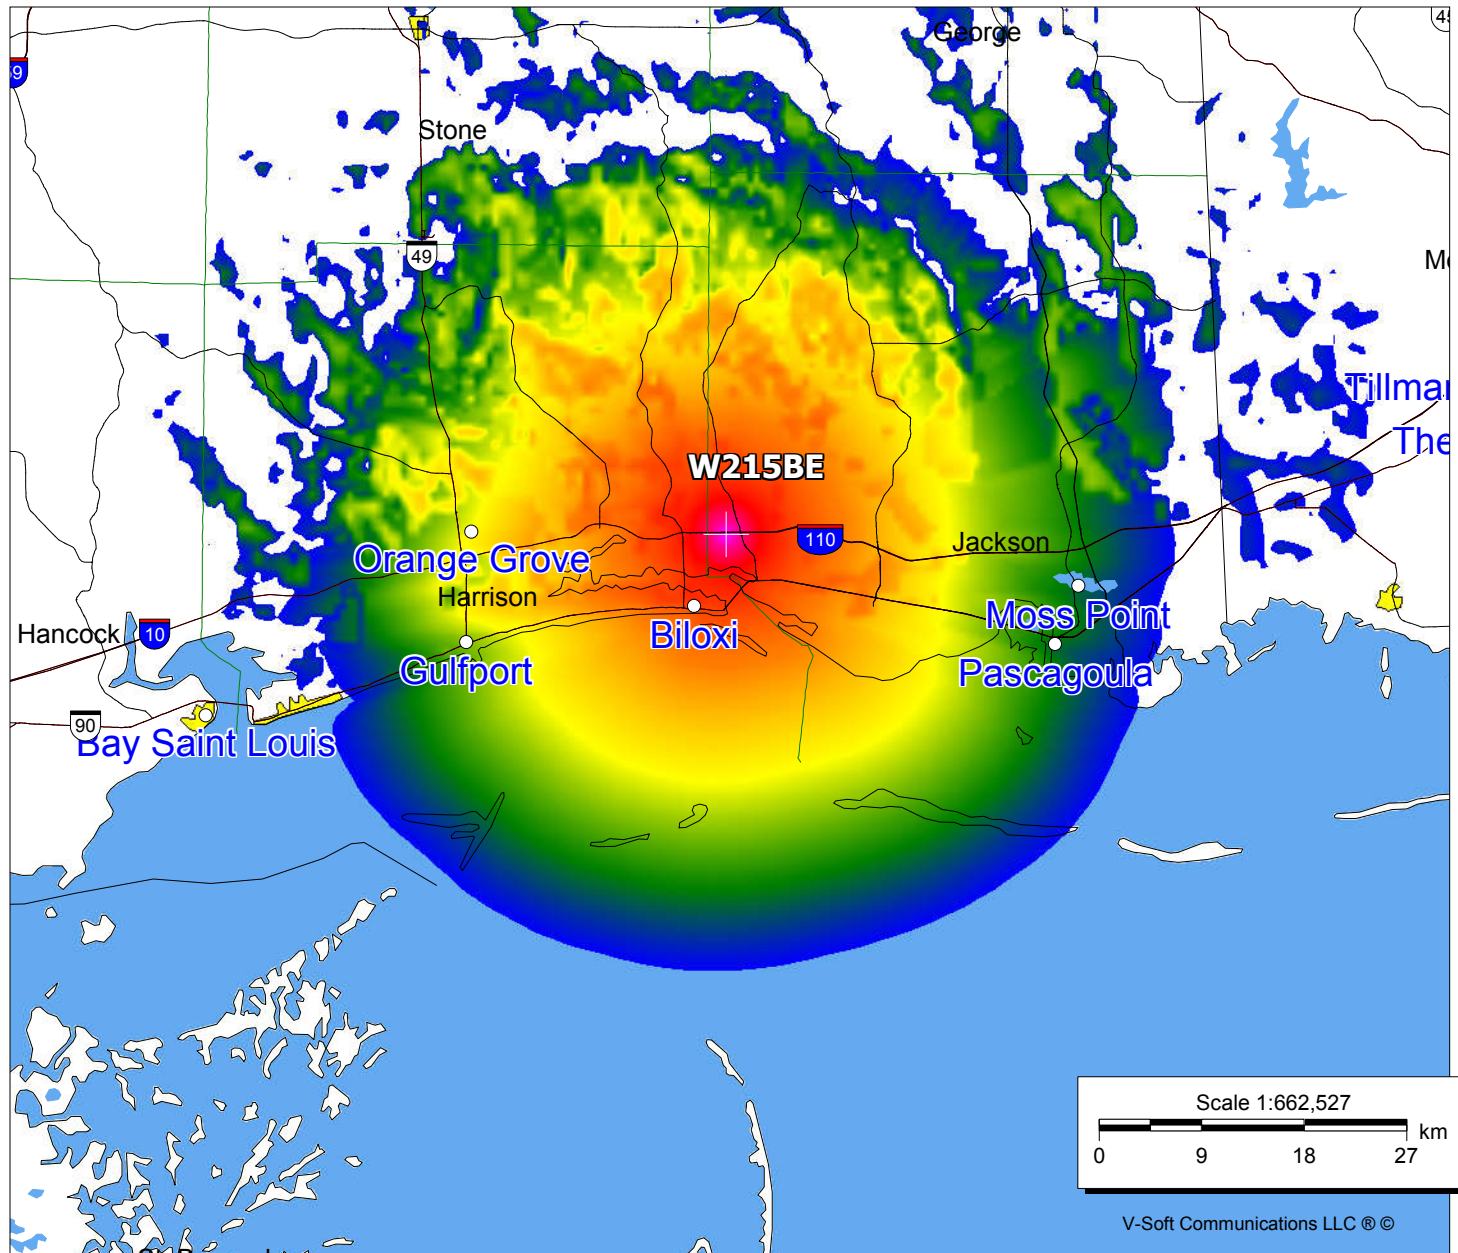 George
Stone
49
W215BE
110
Jackson
Orange Grove
Harrison
Hancock
10
Moss Point
Biloxi
Gulfport
Pascagoula
90
Bay Saint Louis
Scale 1:662,527
km
0 9 18 27
V-Soft Communications LLC ® ©